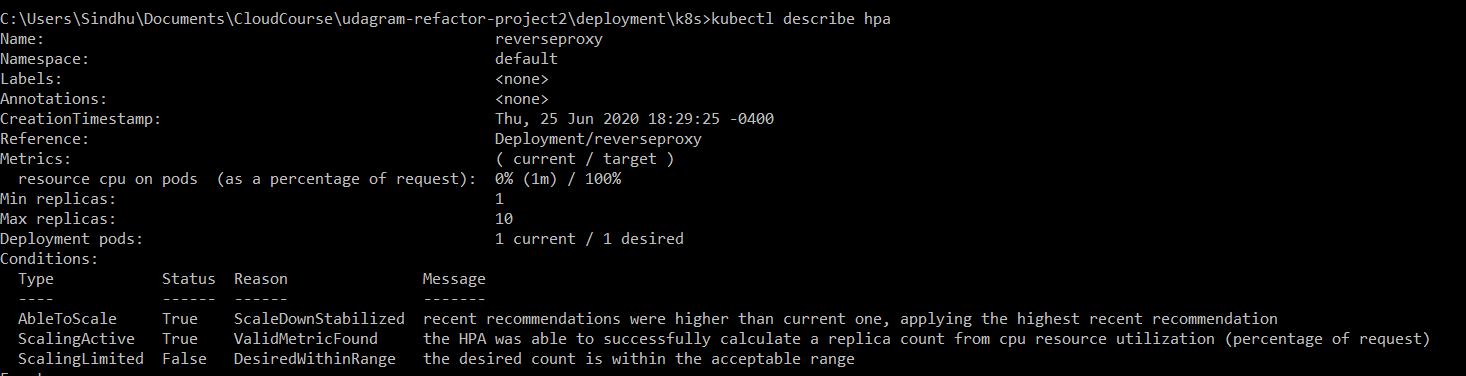 C:\Users\Sindhu\Documents\CloudCourse\udagram-refactor-project2\deployment\k8s>kubectl describe hpa
Name: reverseproxy
Namespace: default
Labels: <none>
Annotations: <none>
CreationTimestamp: Thu, 25 Jun 2020 18:29:25 -0400
Reference: Deployment/reverseproxy
Metrics: ( current / target )
resource cpu on pods (as a percentage of request): 0% (1m) / 100%
Min replicas: 1
Max replicas: 10
Deployment pods: 1 current / 1 desired
Conditions:
Type Status Reason Message
---- ------ ------ -------
AbleToScale True ScaleDownStabilized recent recommendations were higher than current one, applying the highest recent recommendation
ScalingActive True ValidMetricFound the HPA was able to successfully calculate a replica count from cpu resource utilization (percentage of request)
ScalingLimited False DesiredWithinRange the desired count is within the acceptable range